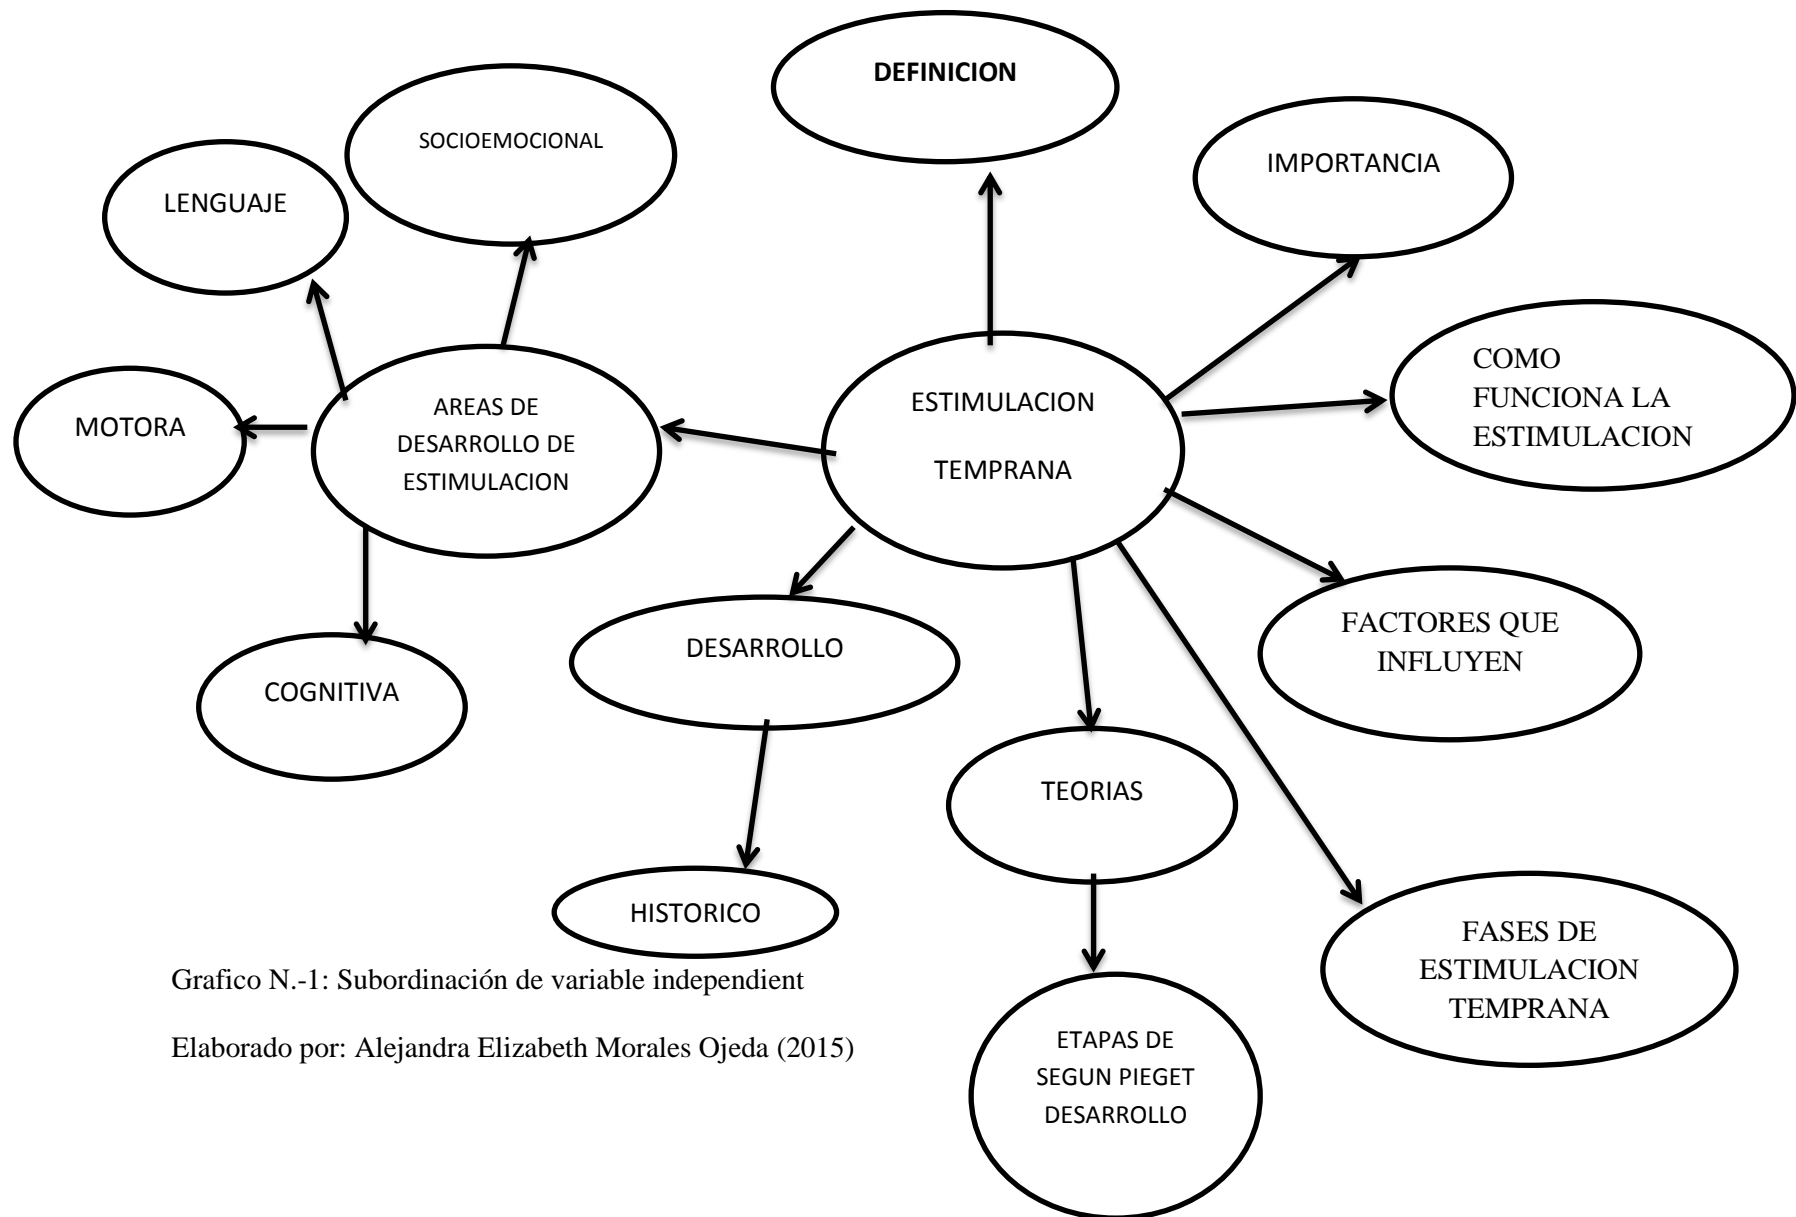 DEFINICION
SOCIOEMOCIONAL
IMPORTANCIA
LENGUAJE
COMO
FUNCIONA LA
ESTIMULACION
AREAS DE
DESARROLLO DE
ESTIMULACION
ESTIMULACION
TEMPRANA
MOTORA
FACTORES QUE
INFLUYEN
DESARROLLO
COGNITIVA
TEORIAS
HISTORICO
FASES DE
ESTIMULACION
TEMPRANA
Grafico N.-1: Subordinación de variable independient
Elaborado por: Alejandra Elizabeth Morales Ojeda (2015)
ETAPAS DE
SEGUN PIEGET
DESARROLLO